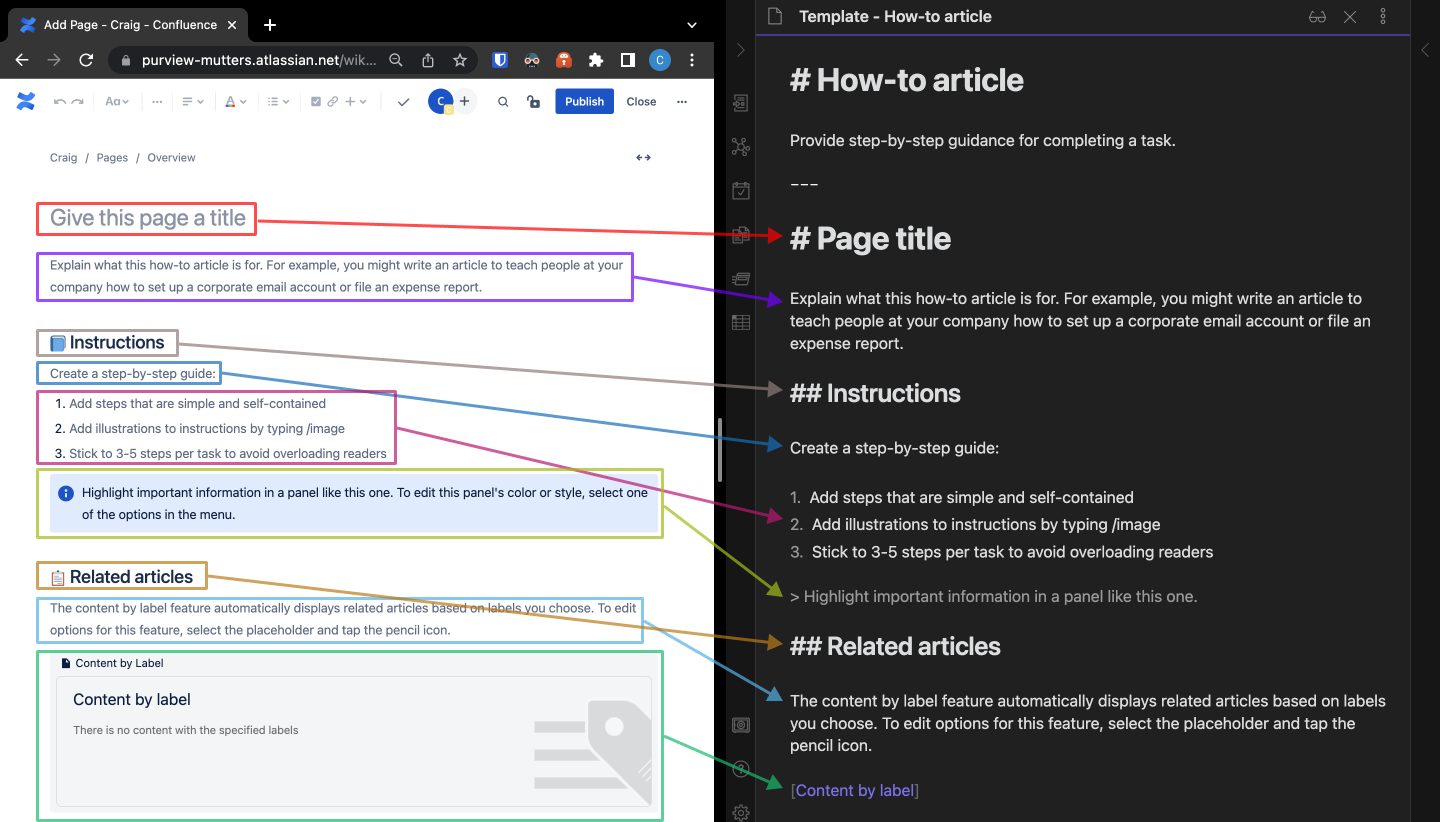 Add Page - Craig - Confluence
purview-mutters.atlassian.net/wik...
C
Aa
A
C
Publish
Close
Craig / Pages / Overview
Give this page a title
Explain what this how-to article is for. For example, you might write an article to teach people at your
company how to set up a corporate email account or file an expense report.
Instructions
Create a step-by-step guide:
1. Add steps that are simple and self-contained
2. Add illustrations to instructions by typing /image
3. Stick to 3-5 steps per task to avoid overloading readers
Highlight important information in a panel like this one. To edit this panel's color or style, select one
of the options in the menu.
Related articles
The content by label feature automatically displays related articles based on labels you choose. To edit
options for this feature, select the placeholder and tap the pencil icon.
Content by Label
Content by label
There is no content with the specified labels
Template - How-to article
# How-to article
Provide step-by-step guidance for completing a task.
---
# Page title
Explain what this how-to article is for. For example, you might write an article to
teach people at your company how to set up a corporate email account or file an
expense report.
## Instructions
Create a step-by-step guide:
1. Add steps that are simple and self-contained
2. Add illustrations to instructions by typing /image
3. Stick to 3-5 steps per task to avoid overloading readers
> Highlight important information in a panel like this one.
## Related articles
The content by label feature automatically displays related articles based on labels
you choose. To edit options for this feature, select the placeholder and tap the
pencil icon.
[Content by label]